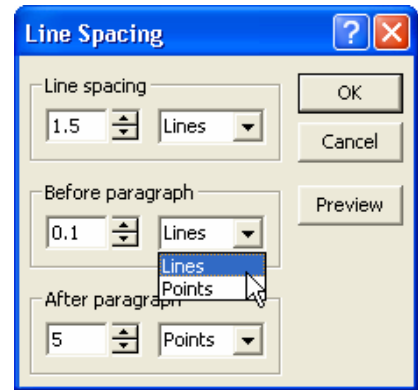 Line Spacing
Line spacing
1.5 Lines
OK
Cancel
Before paragraph
0.1 Lines
Preview
Lines
Points
After paragraph
5 Points